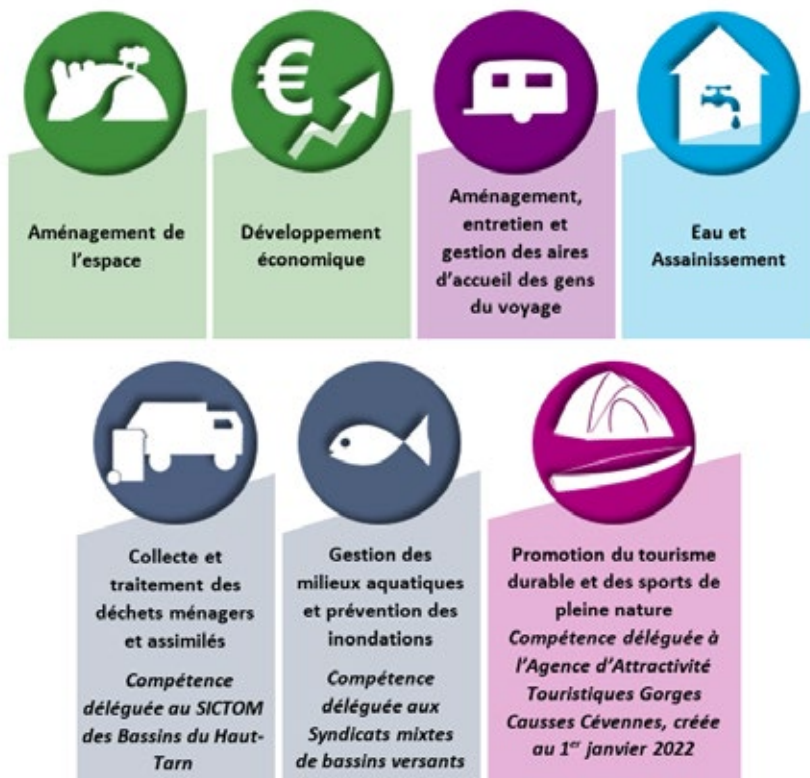 Aménagement de
l’espace
Développement
économique
Aménagement,
entretien et
gestion des aires
d’accueil des gens
du voyage
Eau et
Assainissement
Collecte et
traitement des
déchets ménagers
et assimilés
Compétence
déléguée au SICTOM
des Bassins du Haut-
Tarn
Gestion des
milieux aquatiques
et prévention des
inondations
Compétence
déléguée aux
Syndicats mixtes
de bassins versants
Promotion du tourisme
durable et des sports de
pleine nature
Compétence déléguée à
l’Agence d’Attractivité
Touristiques Gorges
Causses Cévennes, créée
au 1er janvier 2022